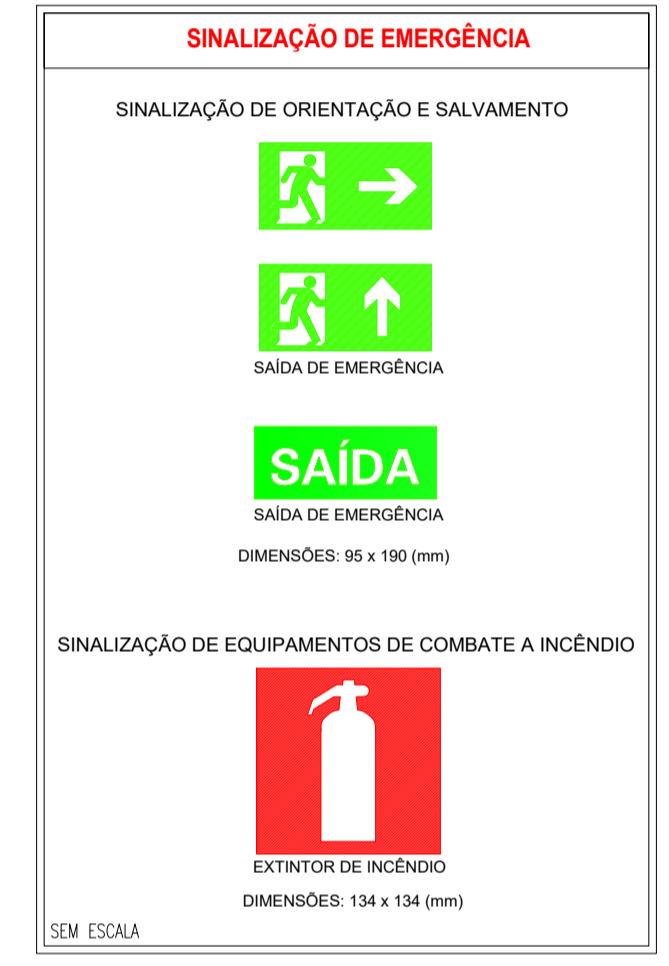 SINALIZAÇÃO DE EMERGÊNCIA
SINALIZAÇÃO DE ORIENTAÇÃO E SALVAMENTO
SAÍDA DE EMERGÊNCIA
SAÍDA
SAÍDA DE EMERGÊNCIA
DIMENSÕES: 95 x 190 (mm)
SINALIZAÇÃO DE EQUIPAMENTOS DE COMBATE A INCÊNDIO
EXTINTOR DE INCÊNDIO
DIMENSÕES: 134 x 134 (mm)
SEM ESCALA